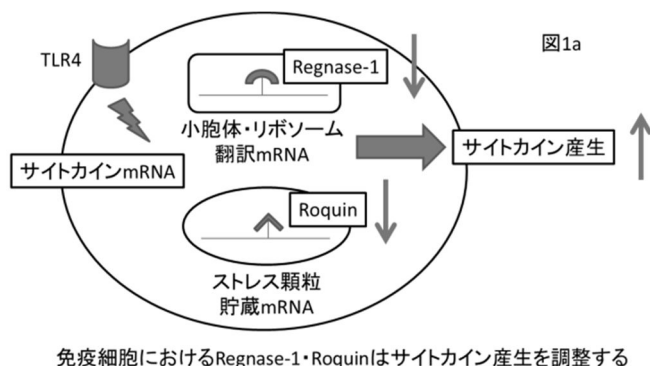 図1a
TLR4
Regnase-1
小胞体・リボソーム
翻訳mRNA
サイトカインmRNA
サイトカイン産生
Roquin
ストレス顆粒
貯蔵mRNA
免疫細胞におけるRegnase-1・Roquinはサイトカイン産生を調整する